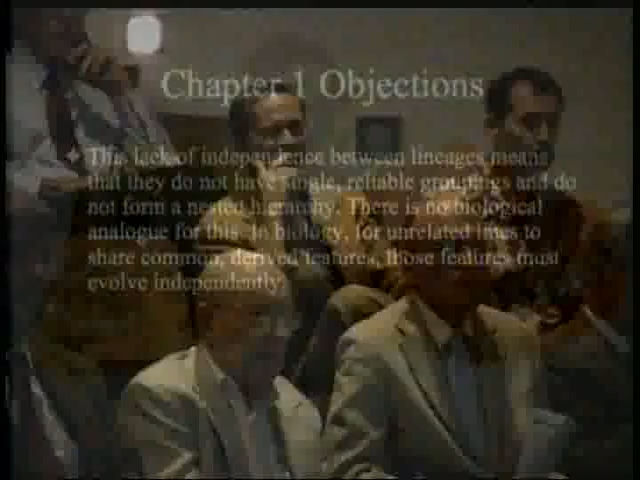 Chapter 1 Objections
This lack of independence between lineages means
that they do not have single, reliable groupings and do
not form a nested hierarchy. There is no biological
analogue for this. In biology, for unrelated lines to
share common, derived features, those features must
evolve independently.